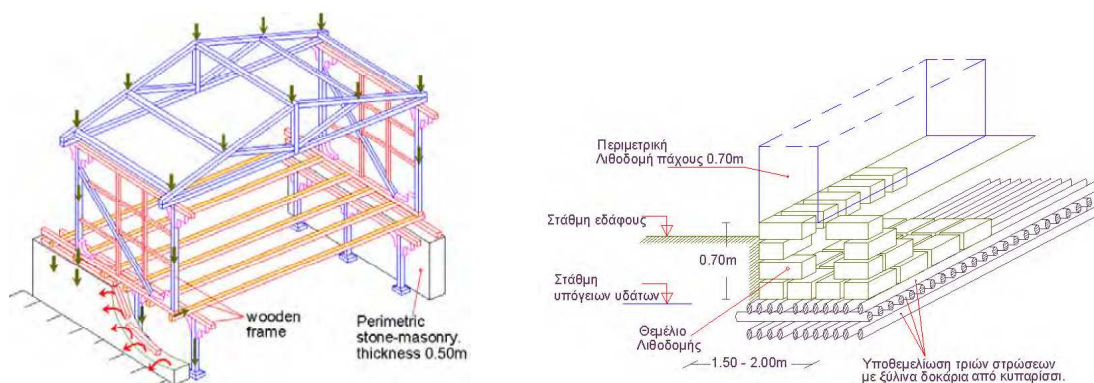 wooden
frame
Perimetric
stone-masonry.
thickness 0.50m
Περιμετρική
Λιθοδομή πάχους 0.70m
Στάθμη εδάφους
0.70m
Στάθμη
υπόγειων υδάτων
Θεμέλιο
Λιθοδομής
1.50 - 2.00m
Υποθεμελίωση τριών στρώσεων
με ξύλινα δοκάρια από κυπαρίσσι.